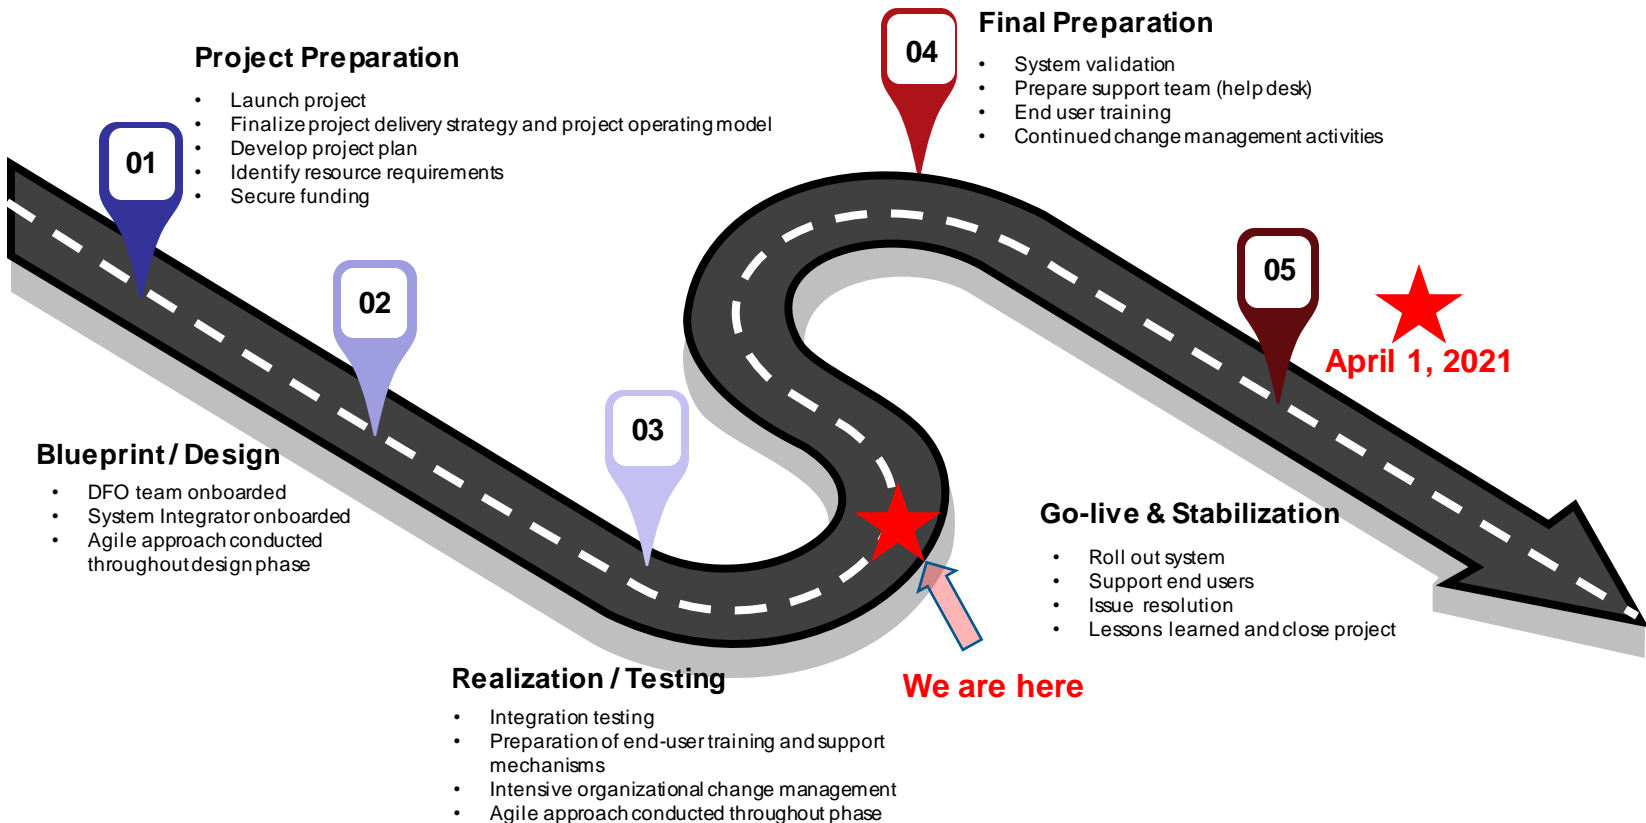 01
Project Preparation
• Launch project
• Finalize project delivery strategy and project operating model
• Develop project plan
• Identify resource requirements
• Secure funding
02
Blueprint / Design
• DFO team onboarded
• System Integrator onboarded
• Agile approach conducted
throughout design phase
03
Realization / Testing
• Integration testing
• Preparation of end-user training and support
mechanisms
• Intensive organizational change management
• Agile approach conducted throughout phase
We are here
04
Final Preparation
• System validation
• Prepare support team (help desk)
• End user training
• Continued change management activities
05
April 1, 2021
Go-live & Stabilization
• Roll out system
• Support end users
• Issue resolution
• Lessons learned and close project